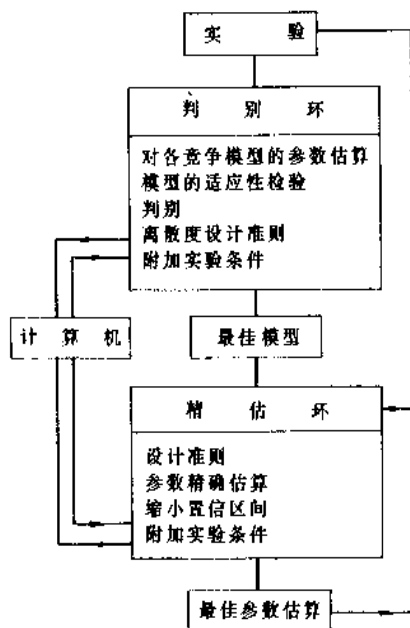 实验
判别环
对各竞争模型的参数估算
模型的适应性检验
判别
离散度设计准则
附加实验条件
计算机
最佳模型
精估环
设计准则
参数精确估算
缩小置信区间
附加实验条件
最佳参数估算